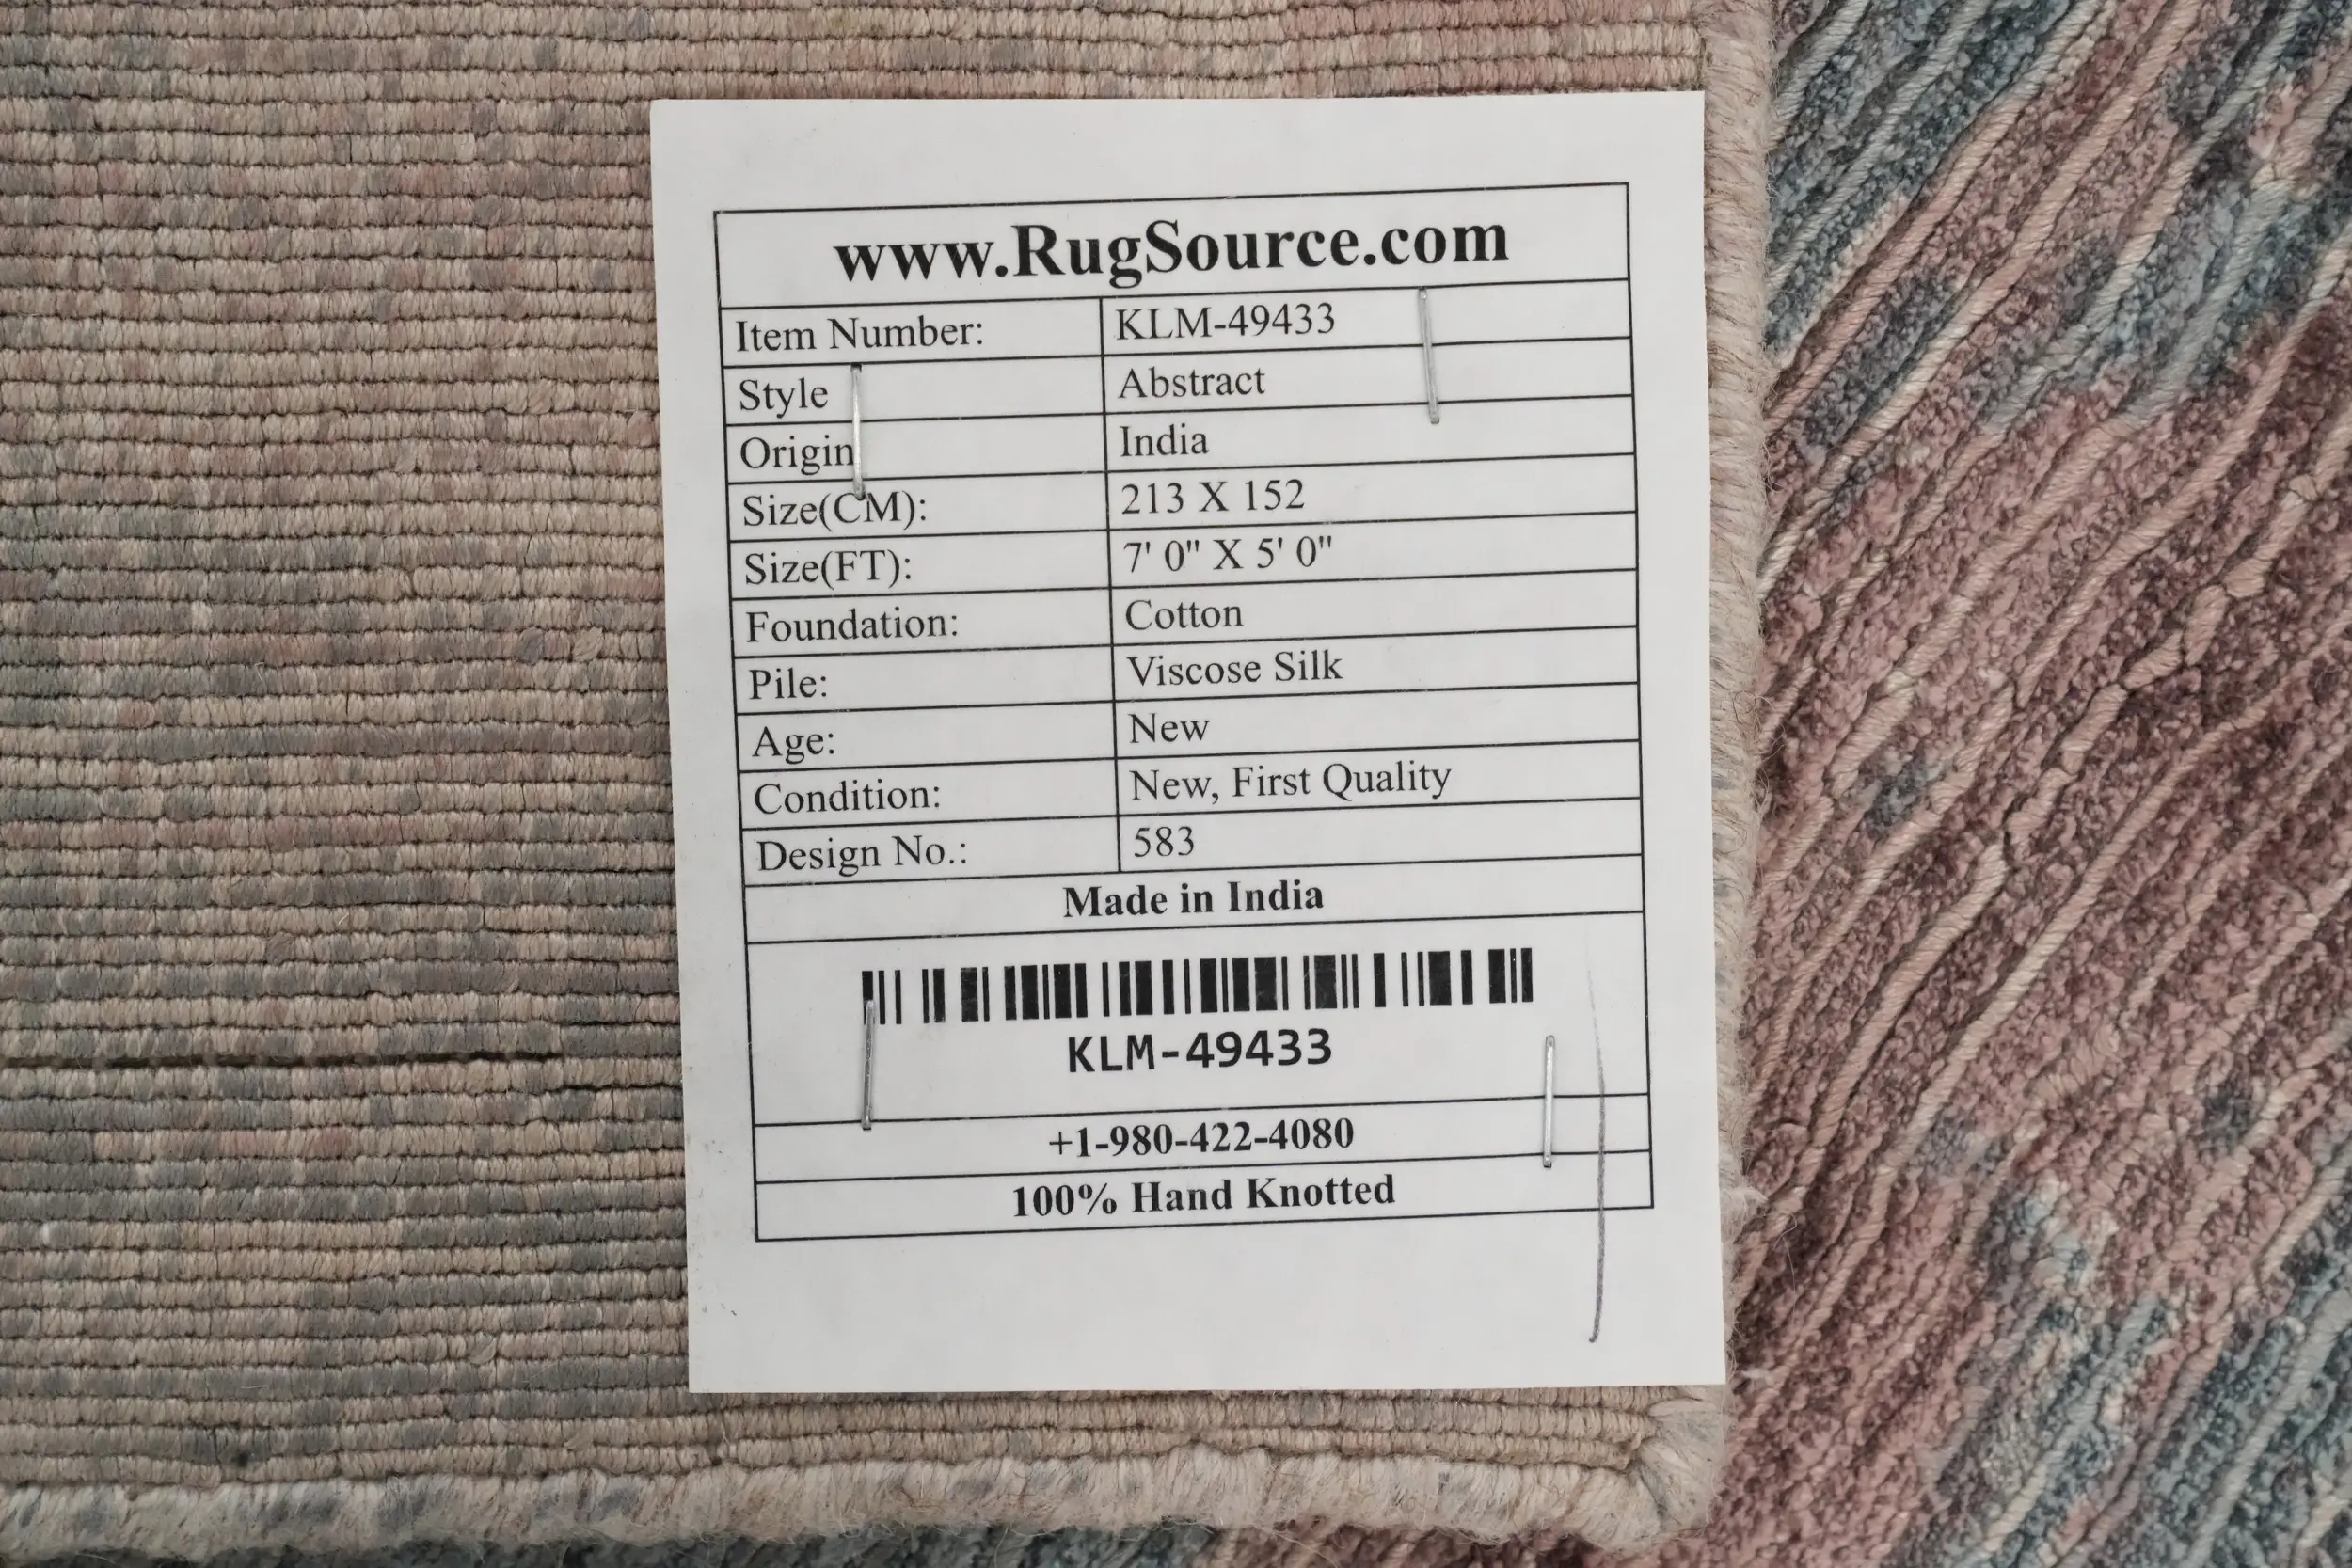 www.RugSource.com
Item Number: KLM-49433
Style Abstract
Origin India
Size(CM): 213 X 152
Size(FT): 7' 0" X 5' 0"
Foundation: Cotton
Pile: Viscose Silk
Age: New
Condition: New, First Quality
Design No.: 583
Made in India
KLM-49433
+1-980-422-4080
100% Hand Knotted